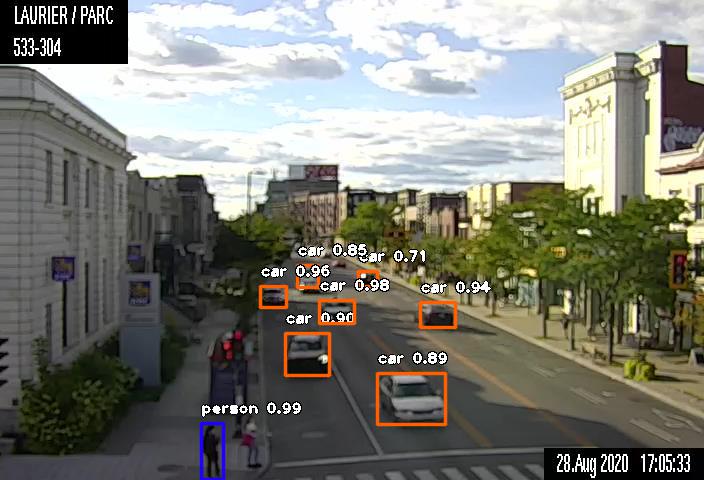 LAURIER / PARC
533-304
car 0.85
car 0.71
car 0.96
car 0.98
car 0.94
car 0.90
car 0.89
person 0.99
28.Aug 2020 17:05:33